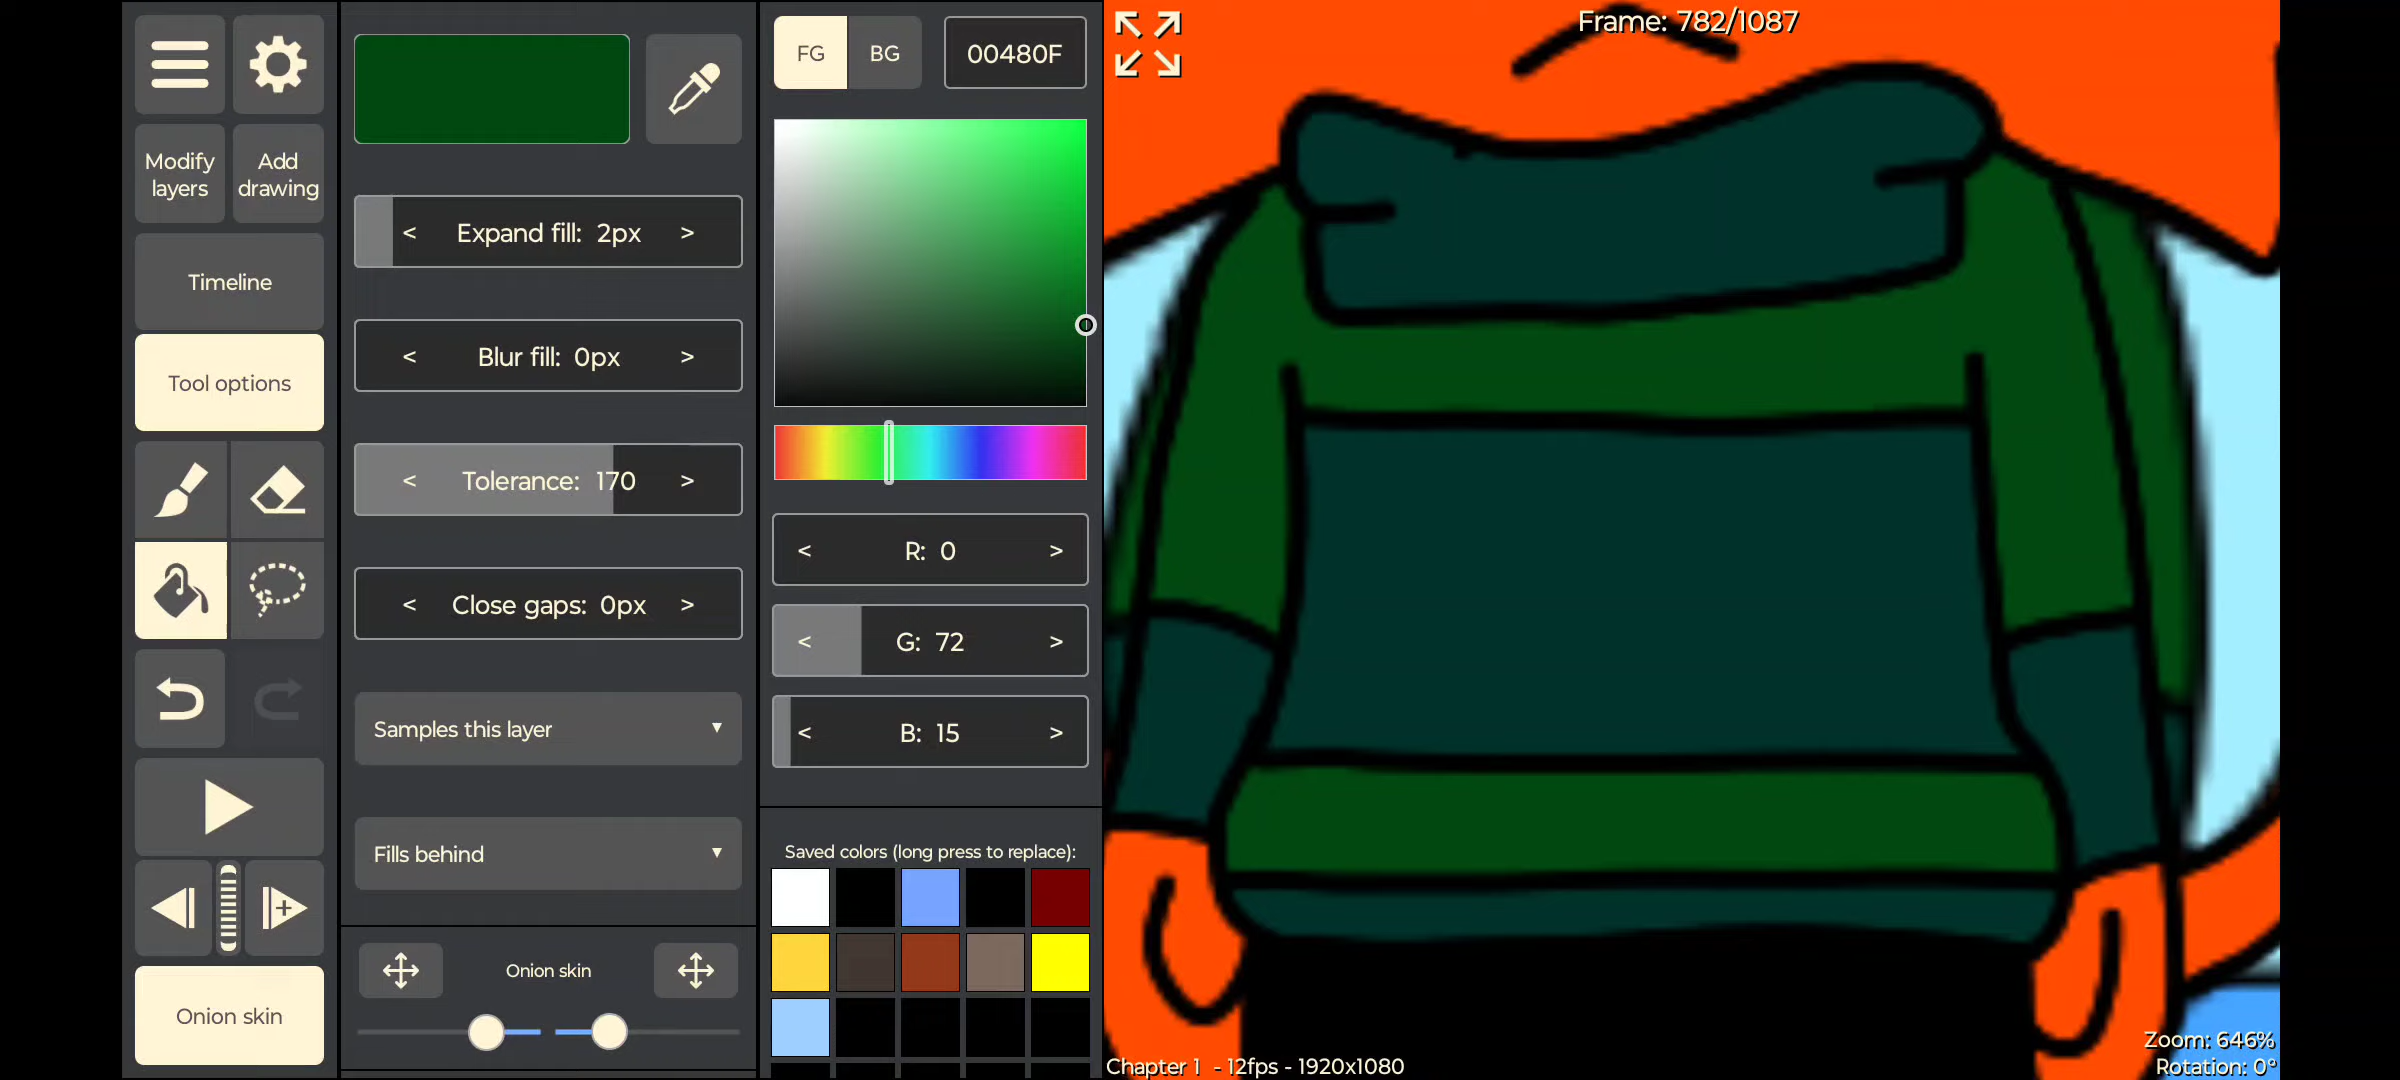 Modify
layers
Add
drawing
Timeline
Tool options
Onion skin
< Expand fill: 2px >
< Blur fill: 0px >
< Tolerance: 170 >
< Close gaps: 0px >
Samples this layer
Fills behind
Onion skin
FG
BG
00480F
< R: 0 >
< G: 72 >
< B: 15 >
Saved colors (long press to replace):
Frame: 782/1087
Chapter 1 - 12fps - 1920x1080
Zoom: 646%
Rotation: 0°